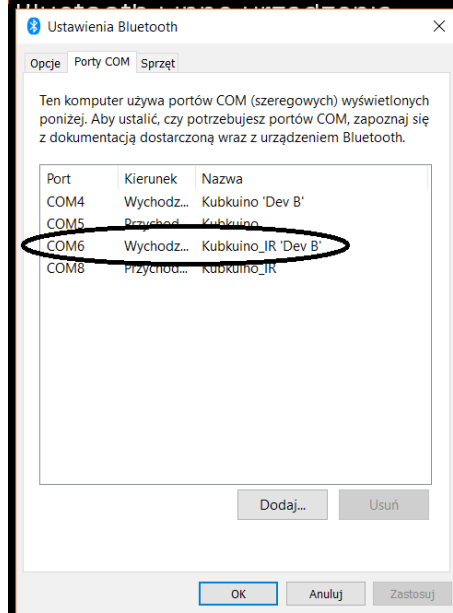 Ustawienia Bluetooth
Opcje Porty COM Sprzęt
Ten komputer używa portów COM (szeregowych) wyświetlonych
poniżej. Aby ustalić, czy potrzebujesz portów COM, zapoznaj się
z dokumentacją dostarczoną wraz z urządzeniem Bluetooth.
Port Kierunek Nazwa
COM4 Wychodz... Kubkuino 'Dev B'
COM5 Przychod... Kubkuino
COM6 Wychodz... Kubkuino_IR 'Dev B'
COM8 Przychod... Kubkuino_IR
Dodaj... Usuń
OK Anuluj Zastosuj